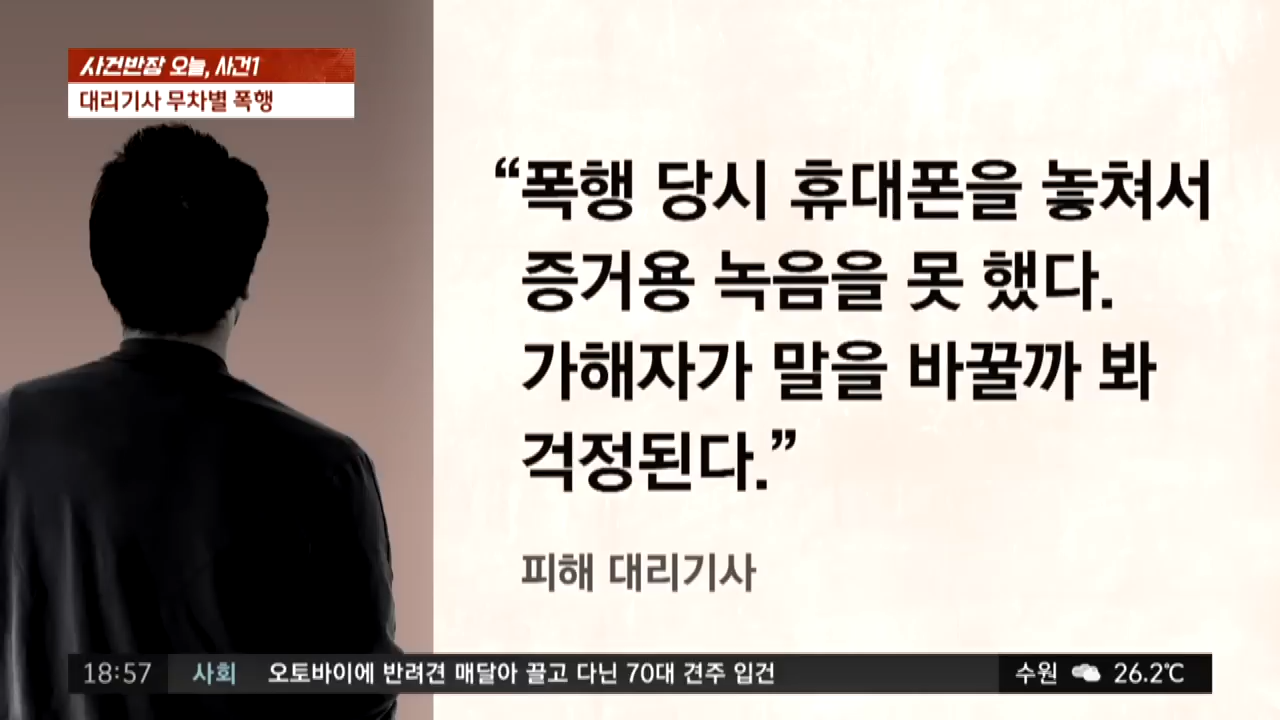 사건반장 오늘, 사건1
대리기사 무차별 폭행
“폭행 당시 휴대폰을 놓쳐서
증거용 녹음을 못 했다.
가해자가 말을 바꿀까 봐
걱정된다.”
피해 대리기사
18:57 사회 오토바이에 반려견 매달아 끌고 다닌 70대 견주 입건 수원 26.2℃